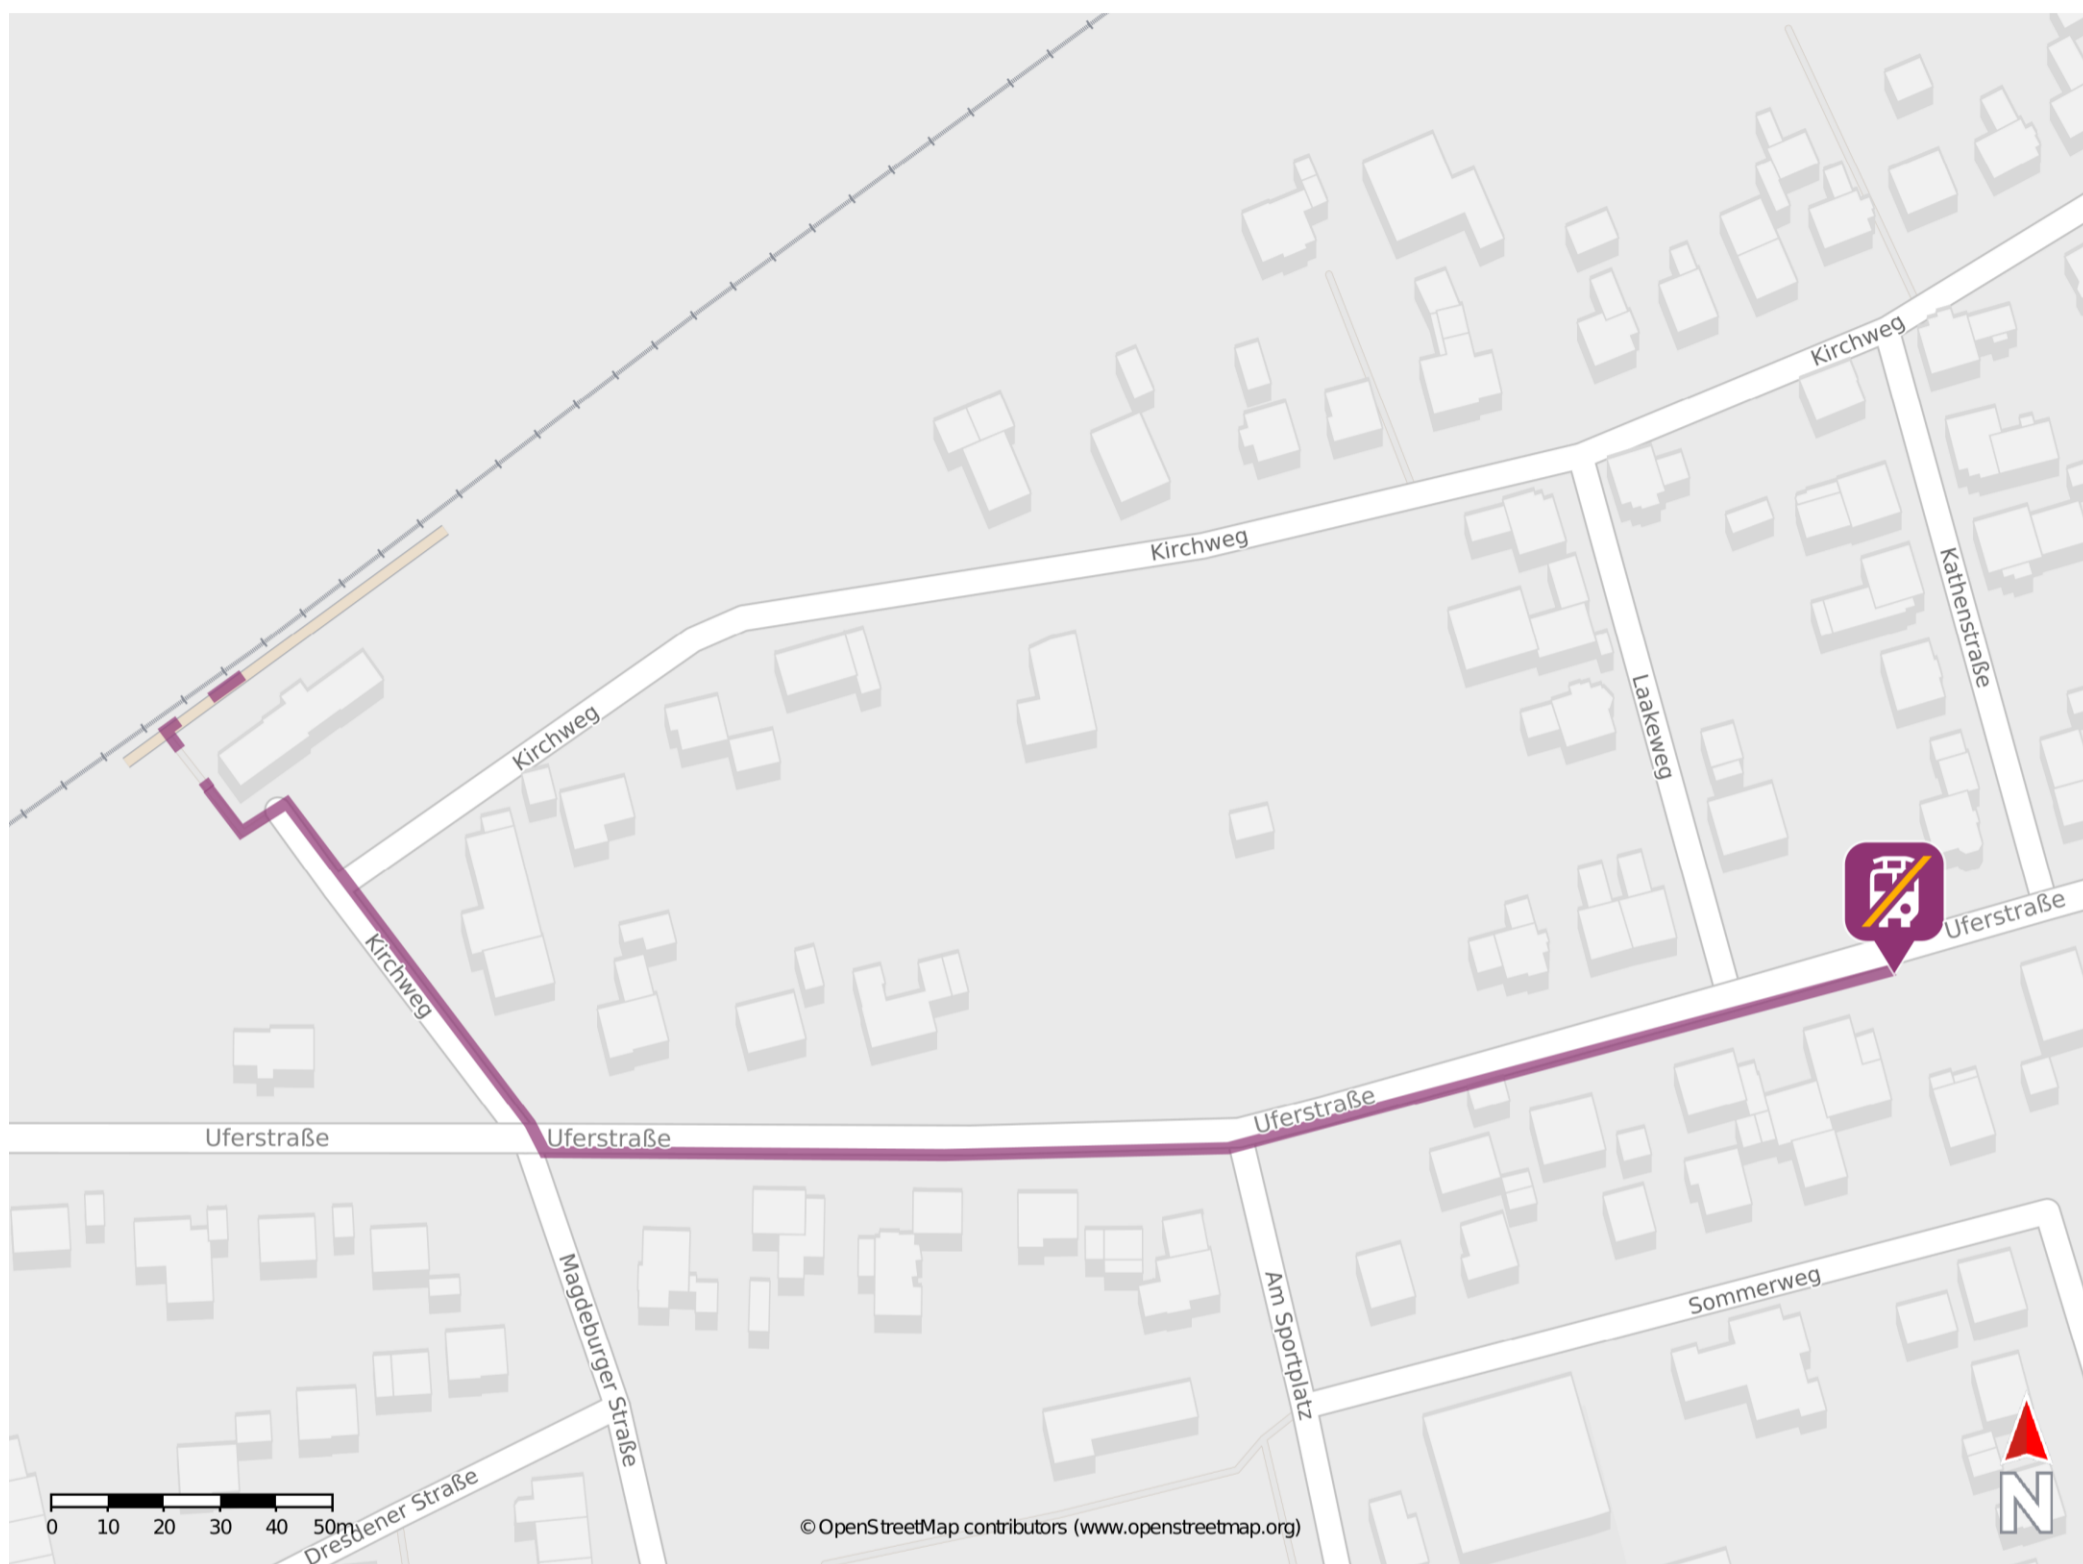 Kirchweg
Kirchweg
Kathenstraße
Laakeweg
Kirchweg
Uferstraße
Kirchweg
Uferstraße
Uferstraße
Uferstraße
Magdeburger Straße
Am Sportplatz
Sommerweg
Dresdener Straße
0 10 20 30 40 50m
© OpenStreetMap contributors (www.openstreetmap.org)
N